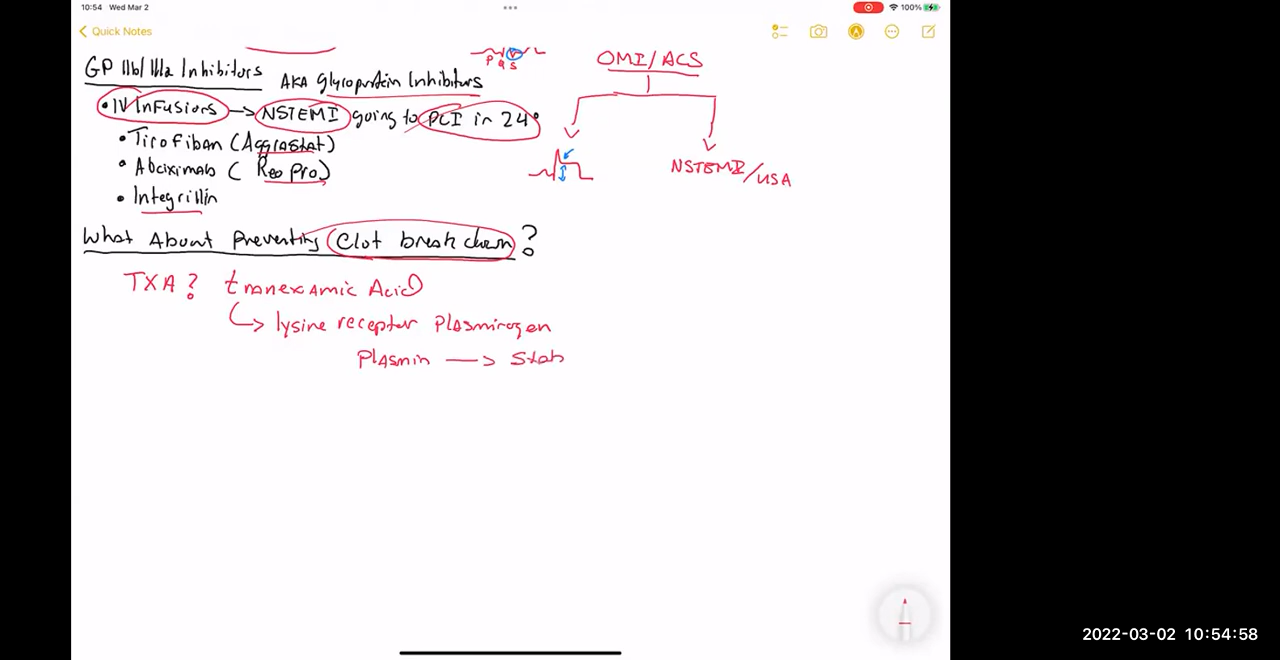 10:54 Wed Mar 2
100%
Quick Notes
P Q S
OMI/ACS
GP IIb/IIIa Inhibitors AKA Glycoprotein Inhibitors
• IV Infusions → NSTEMI going to PCI in 24°
• Tirofiban (Aggrastat)
• Abciximab (Reo pro)
• Integrillin
NSTEMI/USA
What About Preventing Clot break down?
TXA? tranexamic Acid
lysine receptor Plasminogen
Plasmin → Stab
2022-03-02 10:54:58